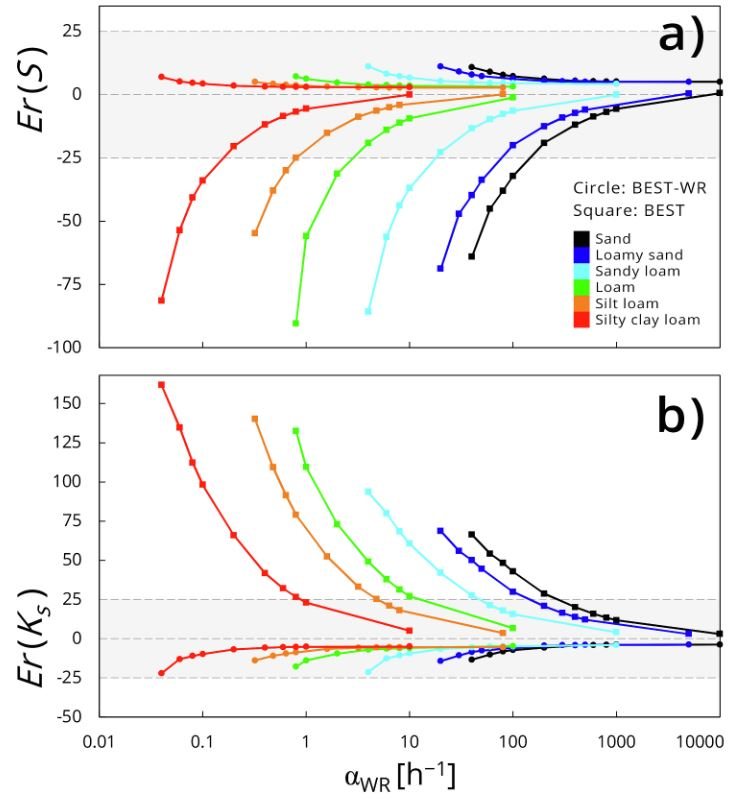 a)
Er(S)
25
0
-25
-50
-75
-100
Circle: BEST-WR
Square: BEST
Sand
Loamy sand
Sandy loam
Loam
Silt loam
Silty clay loam
b)
Er(Ks)
150
125
100
75
50
25
0
-25
-50
0.01 0.1 1 10 100 1000 10000
αWR [h⁻¹]